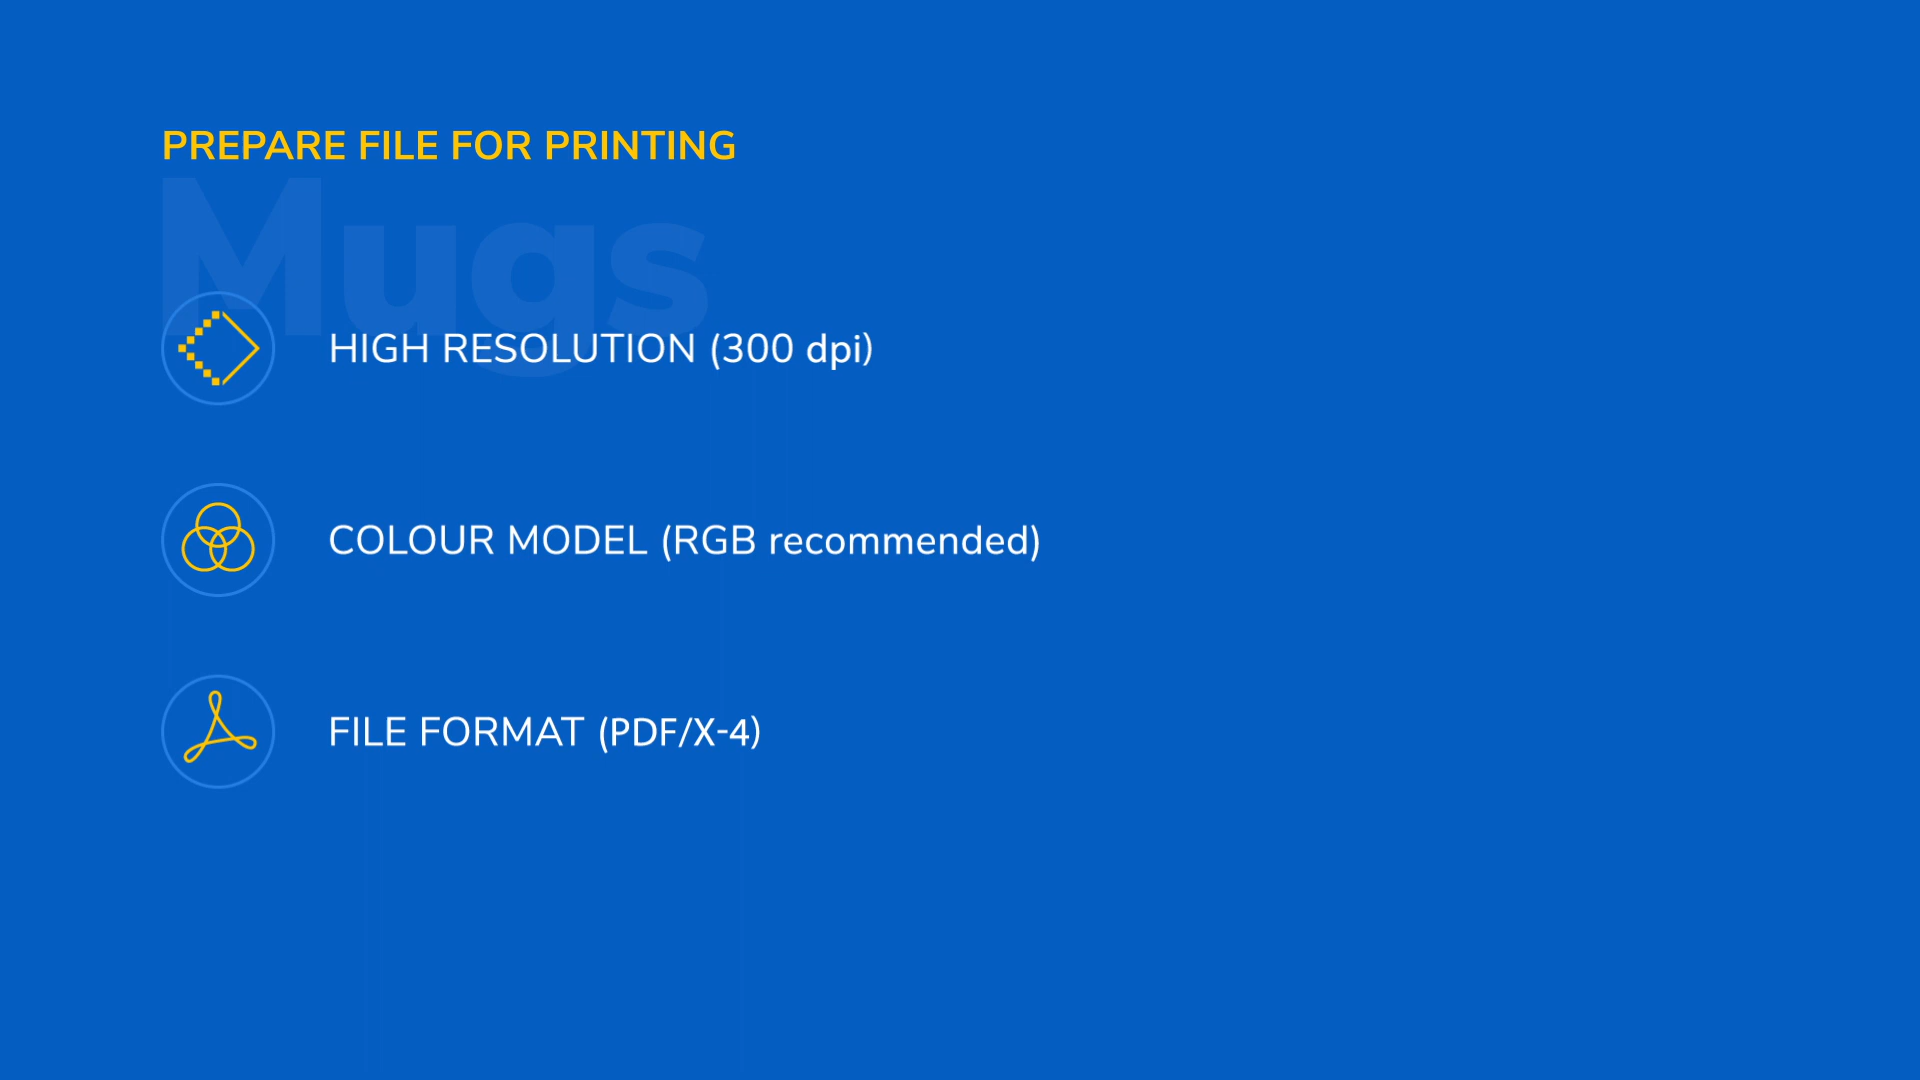 PREPARE FILE FOR PRINTING
Mugs
HIGH RESOLUTION (300 dpi)
COLOUR MODEL (RGB recommended)
FILE FORMAT (PDF/X-4)